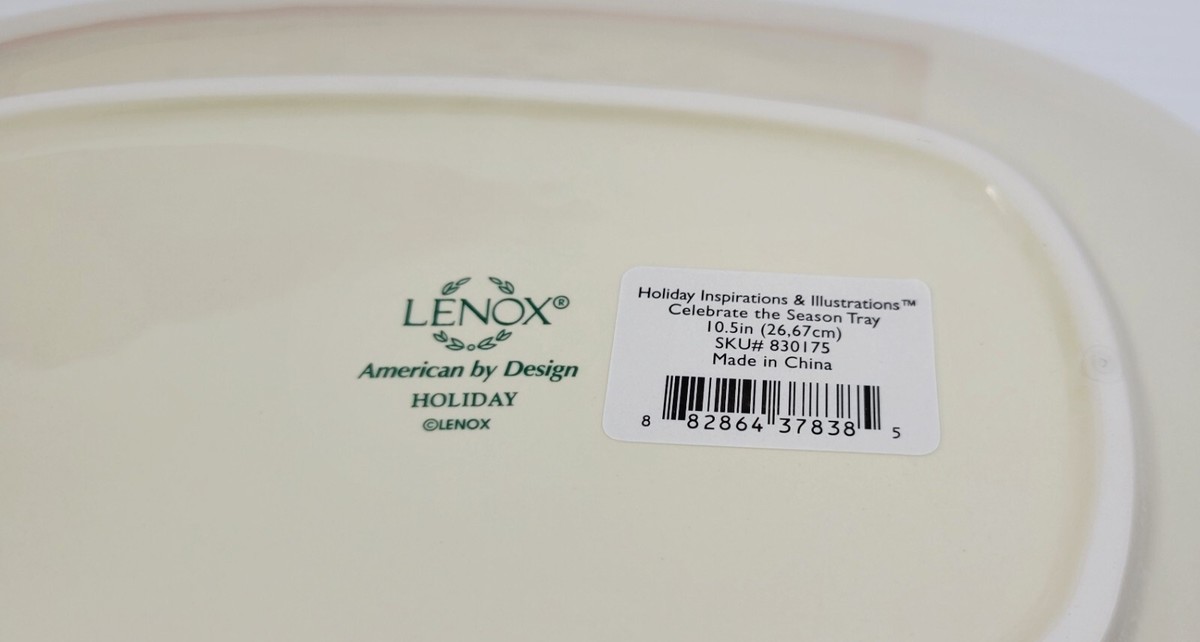 LENOX®
American by Design
HOLIDAY
©LENOX
Holiday Inspirations & Illustrations™
Celebrate the Season Tray
10.5in (26,67cm)
SKU# 830175
Made in China
8 82864 37838 5